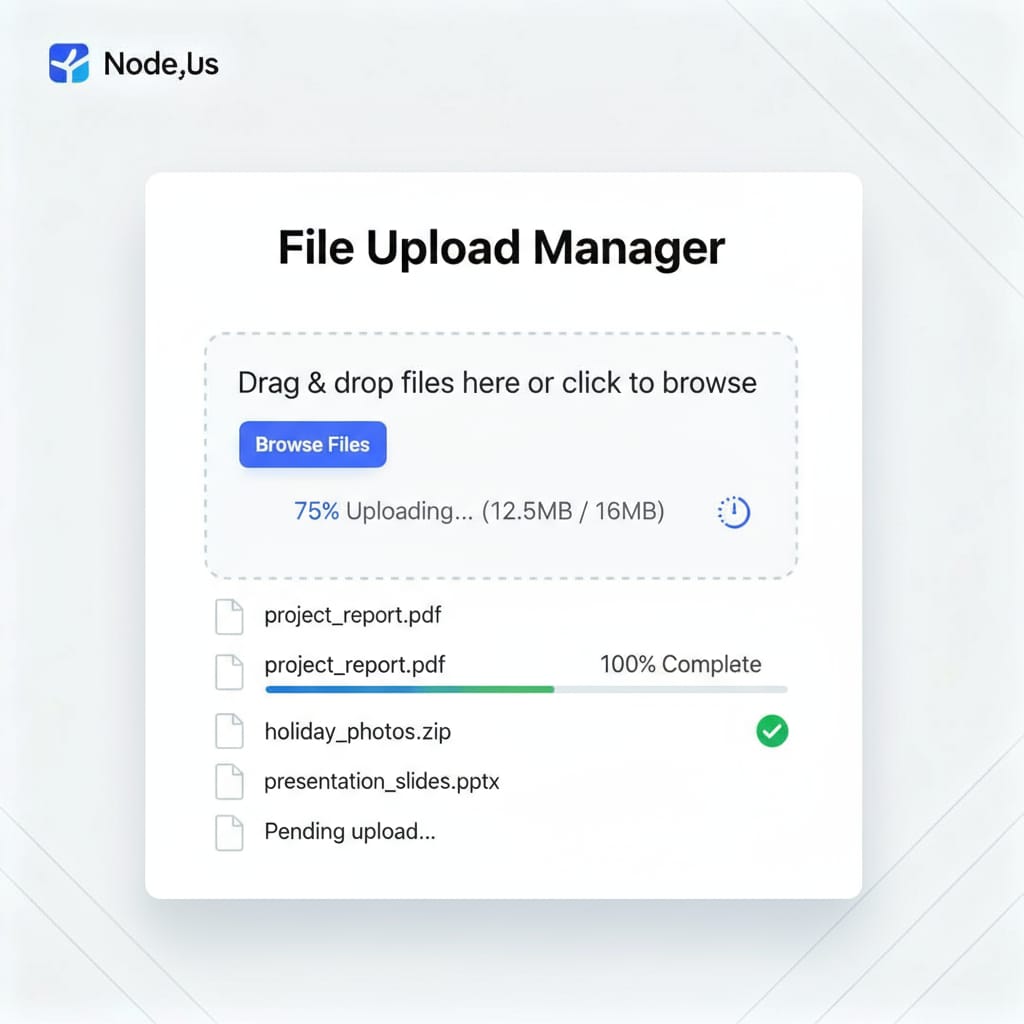 Node,Us
File Upload Manager
Drag & drop files here or click to browse
Browse Files
75% Uploading... (12.5MB / 16MB)
project_report.pdf
project_report.pdf 100% Complete
holiday_photos.zip
presentation_slides.pptx
Pending upload...